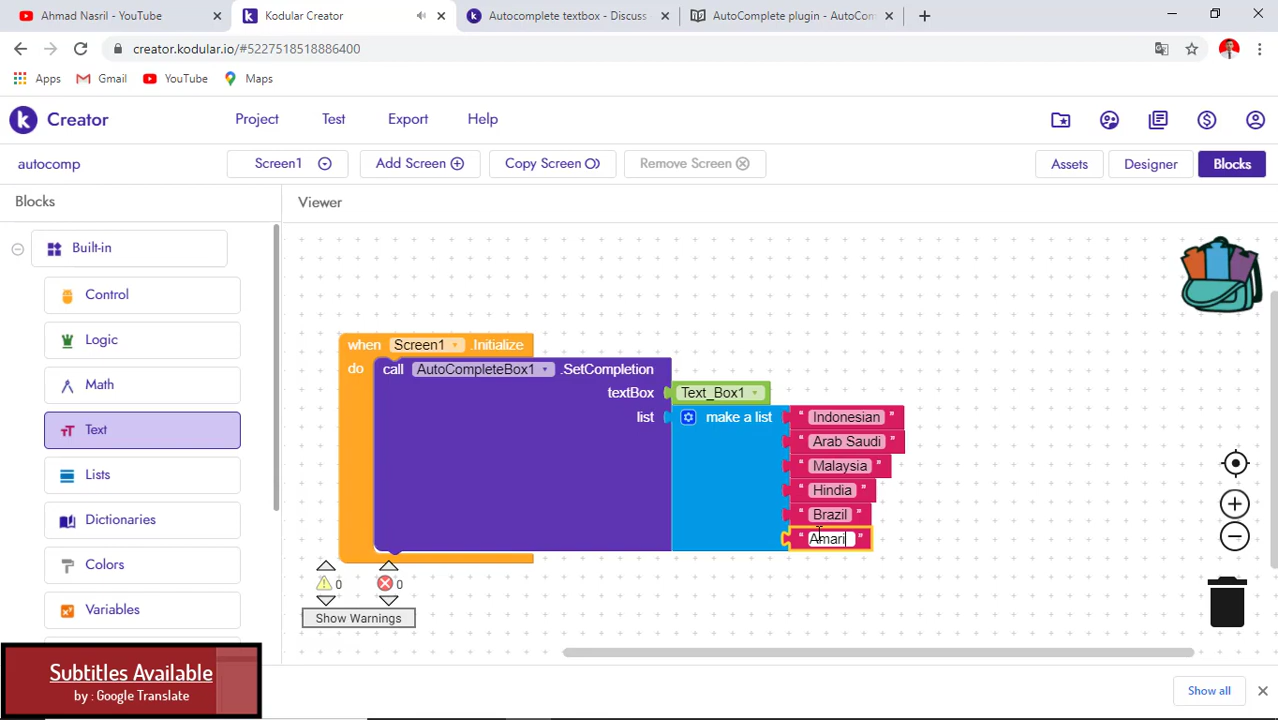 Ahmad Nasril - YouTube
Kodular Creator
Autocomplete textbox - Discuss
AutoComplete plugin - AutoCom
creator.kodular.io/#5227518518886400
Apps
Gmail
YouTube
Maps
Creator
Project
Test
Export
Help
autocomp
Screen1
Add Screen
Copy Screen
Remove Screen
Assets
Designer
Blocks
Blocks
Viewer
Built-in
Control
Logic
Math
Text
Lists
Dictionaries
Colors
Variables
when Screen1 .Initialize
do call AutoCompleteBox1 .SetCompletion
textBox Text_Box1
list make a list “ Indonesian ”
“ Arab Saudi ”
“ Malaysia ”
“ Hindia ”
“ Brazil ”
“ Amari ”
0 0
Show Warnings
Subtitles Available
by : Google Translate
Show all